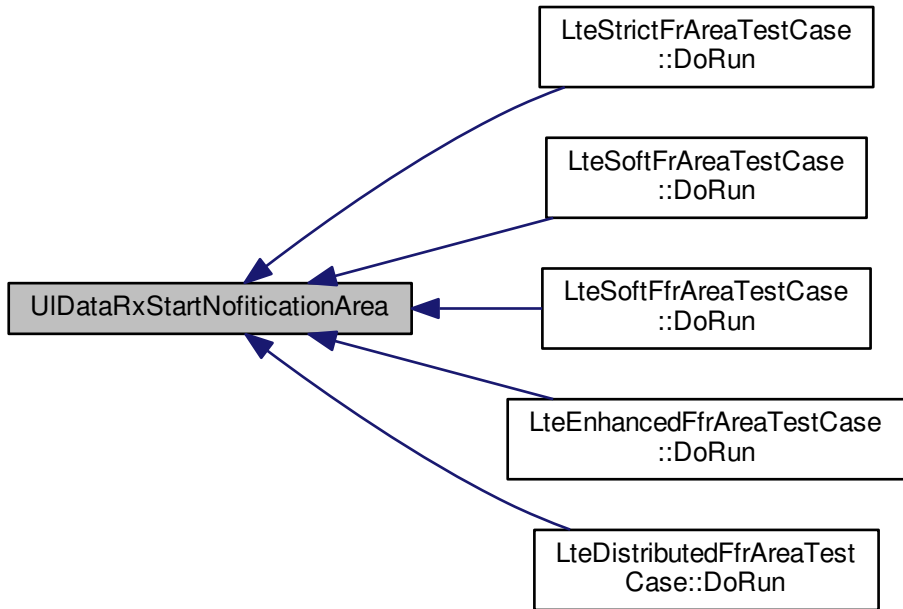 LteStrictFrAreaTestCase
::DoRun
LteSoftFrAreaTestCase
::DoRun
UlDataRxStartNofiticationArea
LteSoftFfrAreaTestCase
::DoRun
LteEnhancedFfrAreaTestCase
::DoRun
LteDistributedFfrAreaTest
Case::DoRun